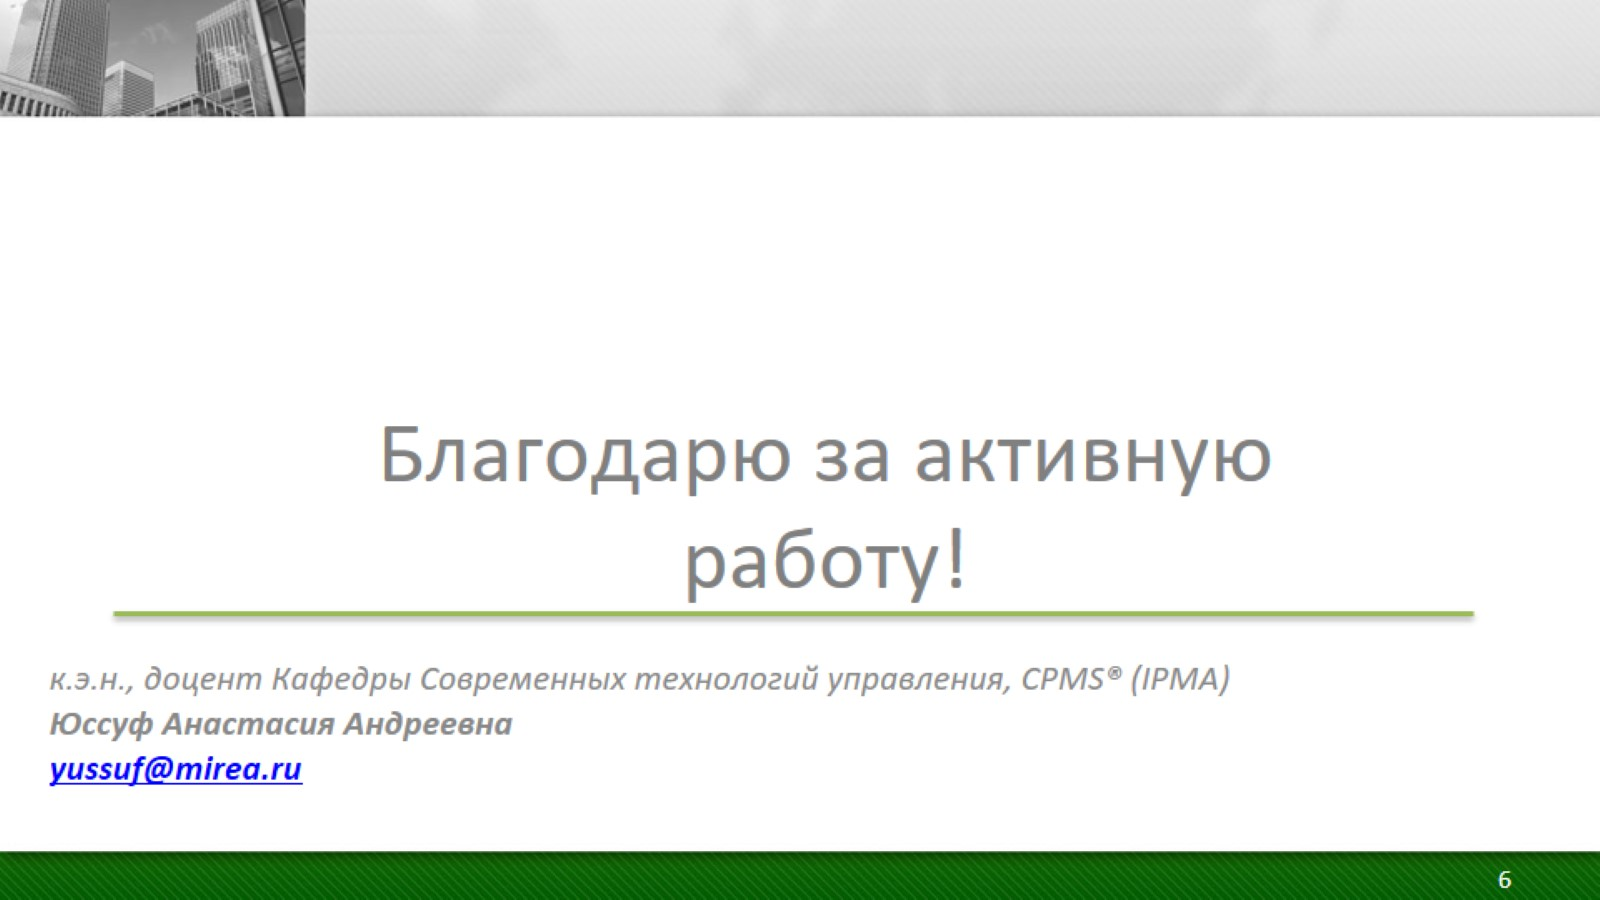 Благодарю за активную
работу!
к.э.н., доцент Кафедры Современных технологий управления, CPMS® (IPMA)
Юссуф Анастасия Андреевна
yussuf@mirea.ru
6